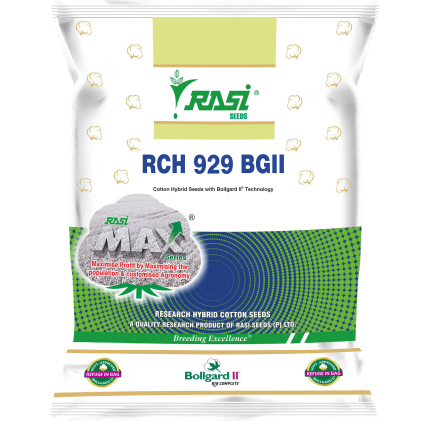 RASI®
SEEDS
RCH 929 BGII
Cotton Hybrid Seeds with Bollgard II® Technology
RASI
MAX®
Series
Maximise Profit by Maximising the
population & customised Agronomy
RESEARCH HYBRID COTTON SEEDS
A QUALITY RESEARCH PRODUCT OF RASI SEEDS (P) LTD.
Breeding Excellence®
REFUGE IN BAG
Bollgard II®
REFUGE IN BAG